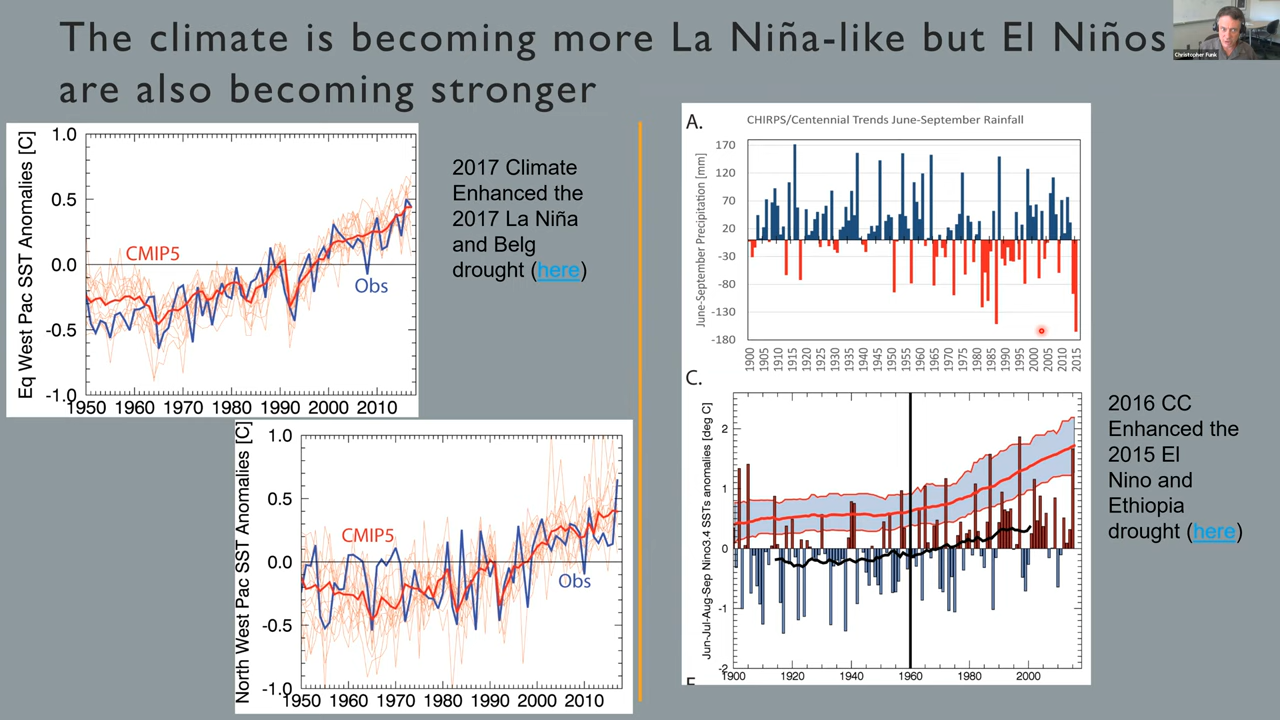 The climate is becoming more La Niña-like but El Niños
are also becoming stronger
Christopher Funk
Eq West Pac SST Anomalies [C]
1.0
0.5
0.0
-0.5
-1.0
CMIP5
Obs
1950 1960 1970 1980 1990 2000 2010
2017 Climate
Enhanced the
2017 La Niña
and Belg
drought (here)
North West Pac SST Anomalies [C]
1.0
0.5
0.0
-0.5
-1.0
CMIP5
Obs
1950 1960 1970 1980 1990 2000 2010
A.
CHIRPS/Centennial Trends June-September Rainfall
June-September Precipitation [mm]
170
120
70
20
-30
-80
-130
-180
1900 1905 1910 1915 1920 1925 1930 1935 1940 1945 1950 1955 1960 1965 1970 1975 1980 1985 1990 1995 2000 2005 2010 2015
C.
Jun-Jul-Aug-Sep Nino3.4 SSTs anomalies [deg C]
2
1
0
-1
-2
1900 1920 1940 1960 1980 2000
2016 CC
Enhanced the
2015 El
Nino and
Ethiopia
drought (here)